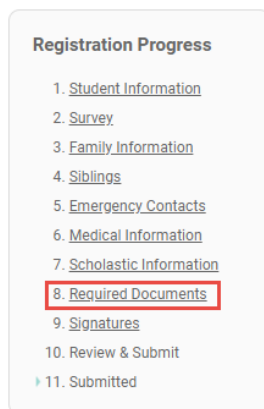 Registration Progress
1. Student Information
2. Survey
3. Family Information
4. Siblings
5. Emergency Contacts
6. Medical Information
7. Scholastic Information
8. Required Documents
9. Signatures
10. Review & Submit
11. Submitted